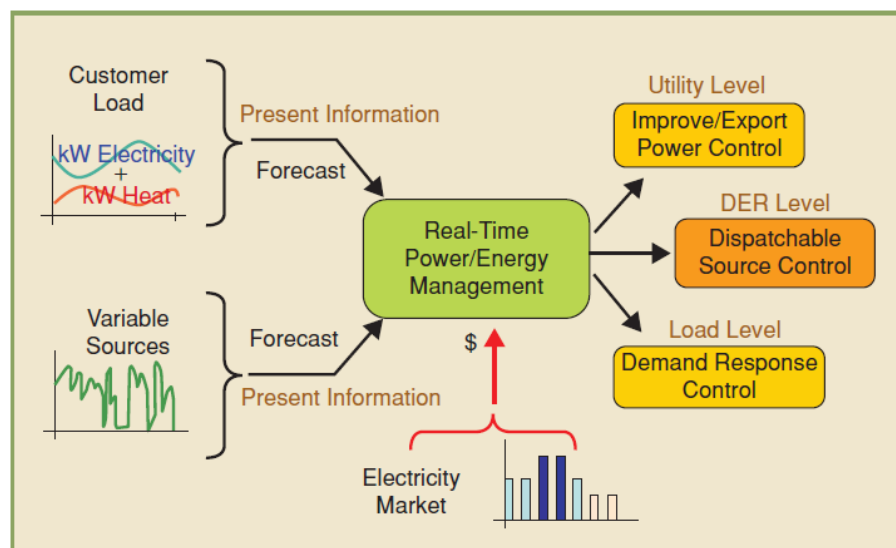 Customer
Load
kW Electricity
+
kW Heat
Present Information
Forecast
Variable
Sources
Forecast
Present Information
Real-Time
Power/Energy
Management
$
Electricity
Market
Utility Level
Improve/Export
Power Control
DER Level
Dispatchable
Source Control
Load Level
Demand Response
Control